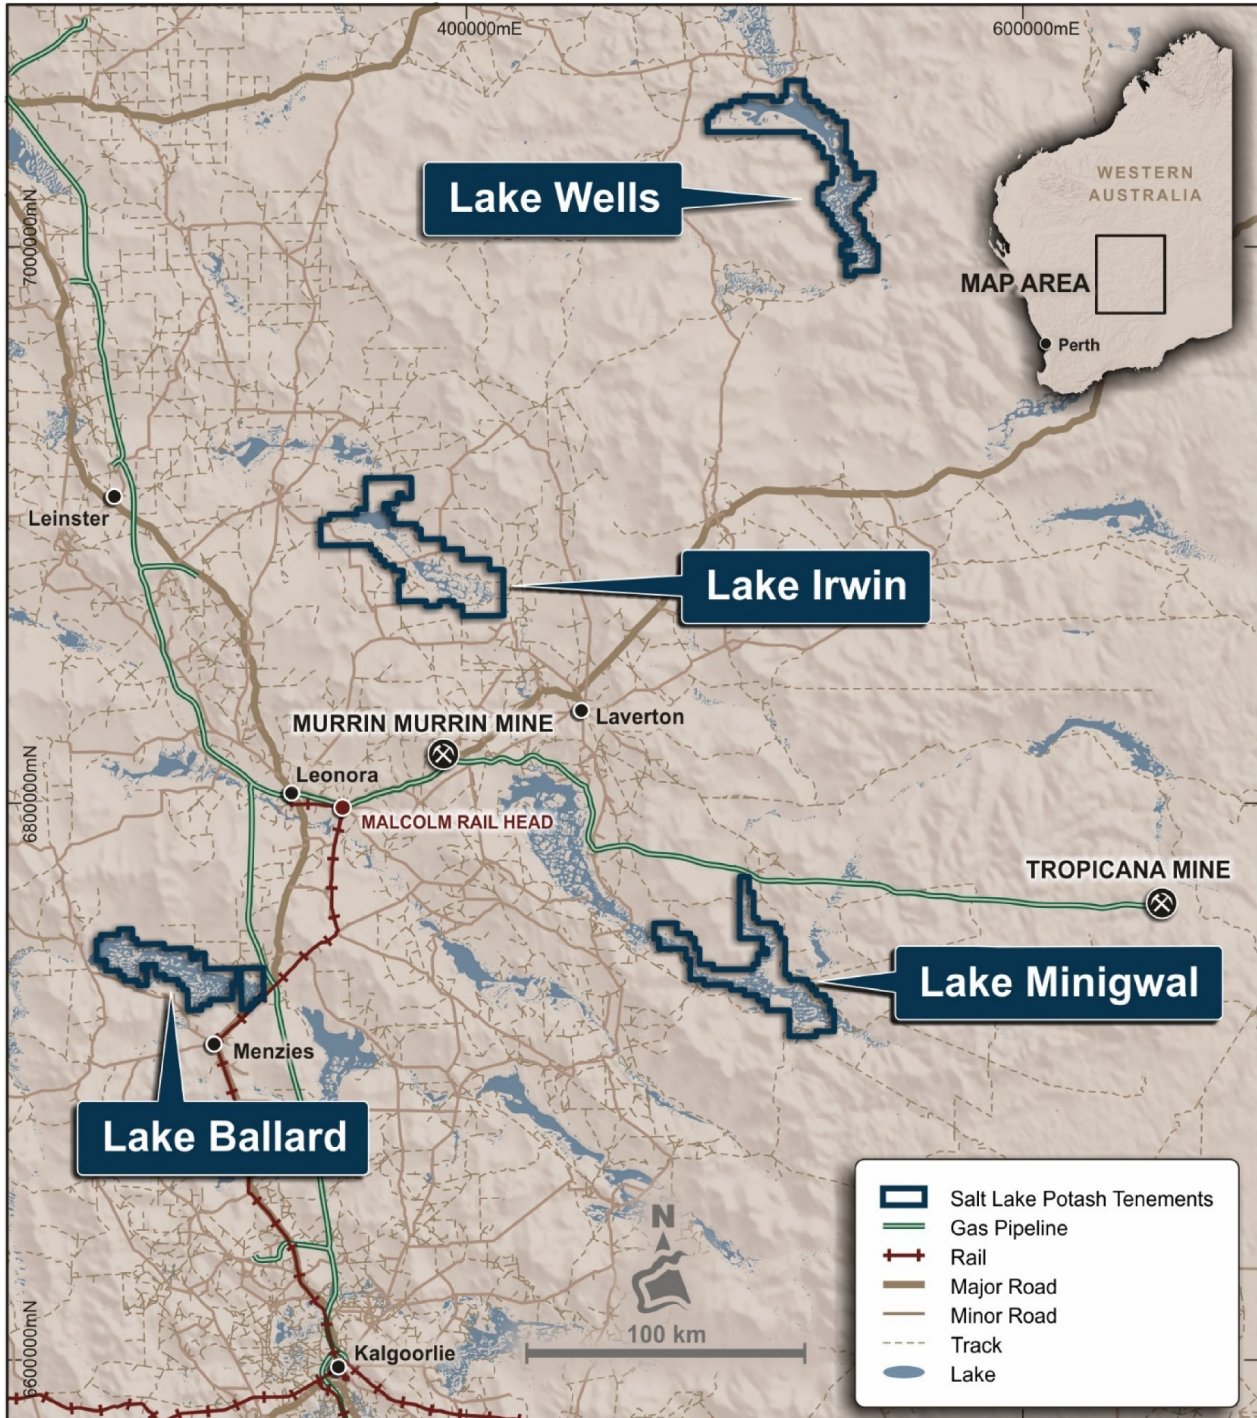 400000mE
600000mE
WESTERN
AUSTRALIA
Lake Wells
7000000mN
MAP AREA
Perth
Leinster
Lake Irwin
MURRIN MURRIN MINE
Laverton
Leonora
6800000mN
MALCOLM RAIL HEAD
TROPICANA MINE
Lake Minigwal
Menzies
Lake Ballard
Salt Lake Potash Tenements
Gas Pipeline
Rail
Major Road
Minor Road
Track
Lake
N
100 km
Kalgoorlie
6600000mN